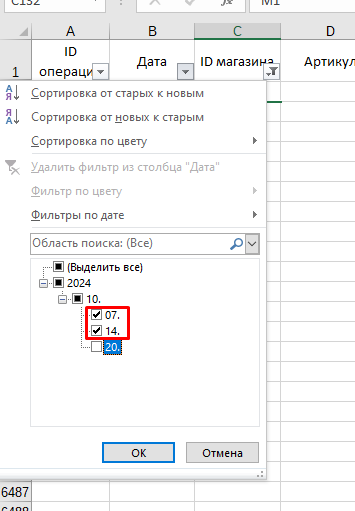 C132
M1
A B C D
1 ID операци Дата ID магазина Артикул
Сортировка от старых к новым
Сортировка от новых к старым
Сортировка по цвету
Удалить фильтр из столбца "Дата"
Фильтр по цвету
Фильтры по дате
Область поиска: (Все)
(Выделить все)
2024
10.
07.
14.
20.
ОК Отмена
6487
6488